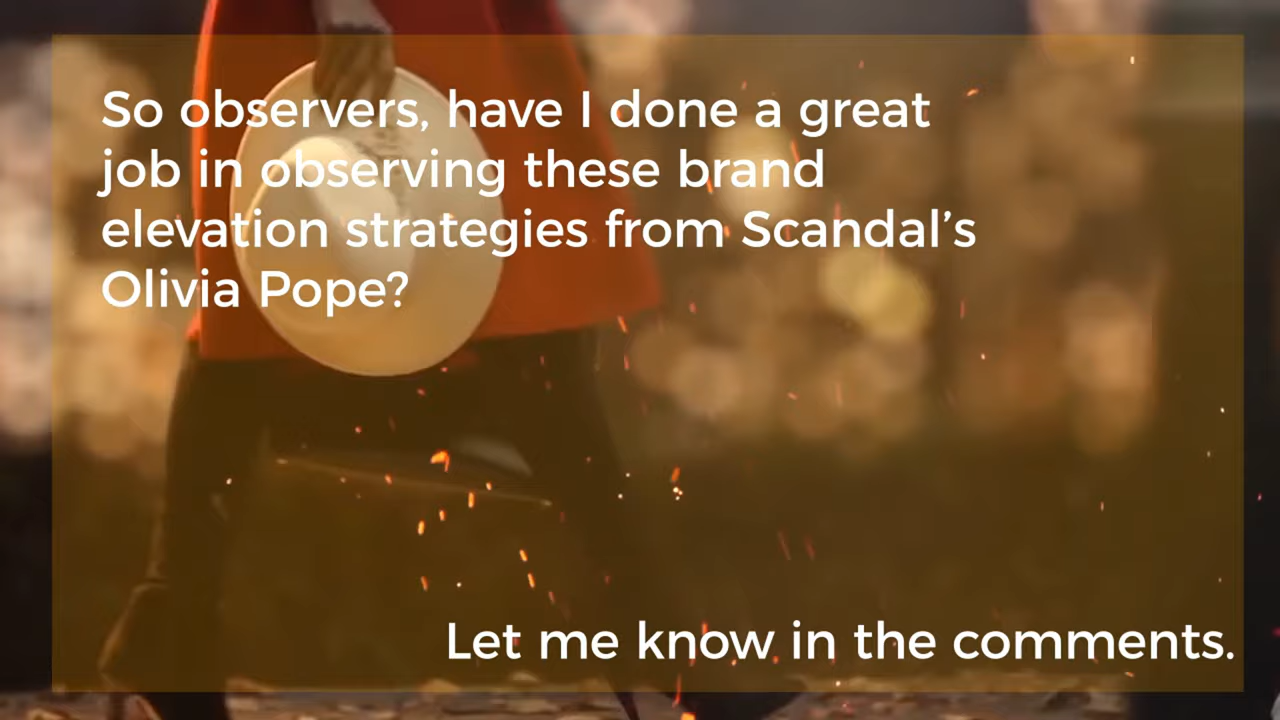 So observers, have I done a great
job in observing these brand
elevation strategies from Scandal’s
Olivia Pope?
Let me know in the comments.